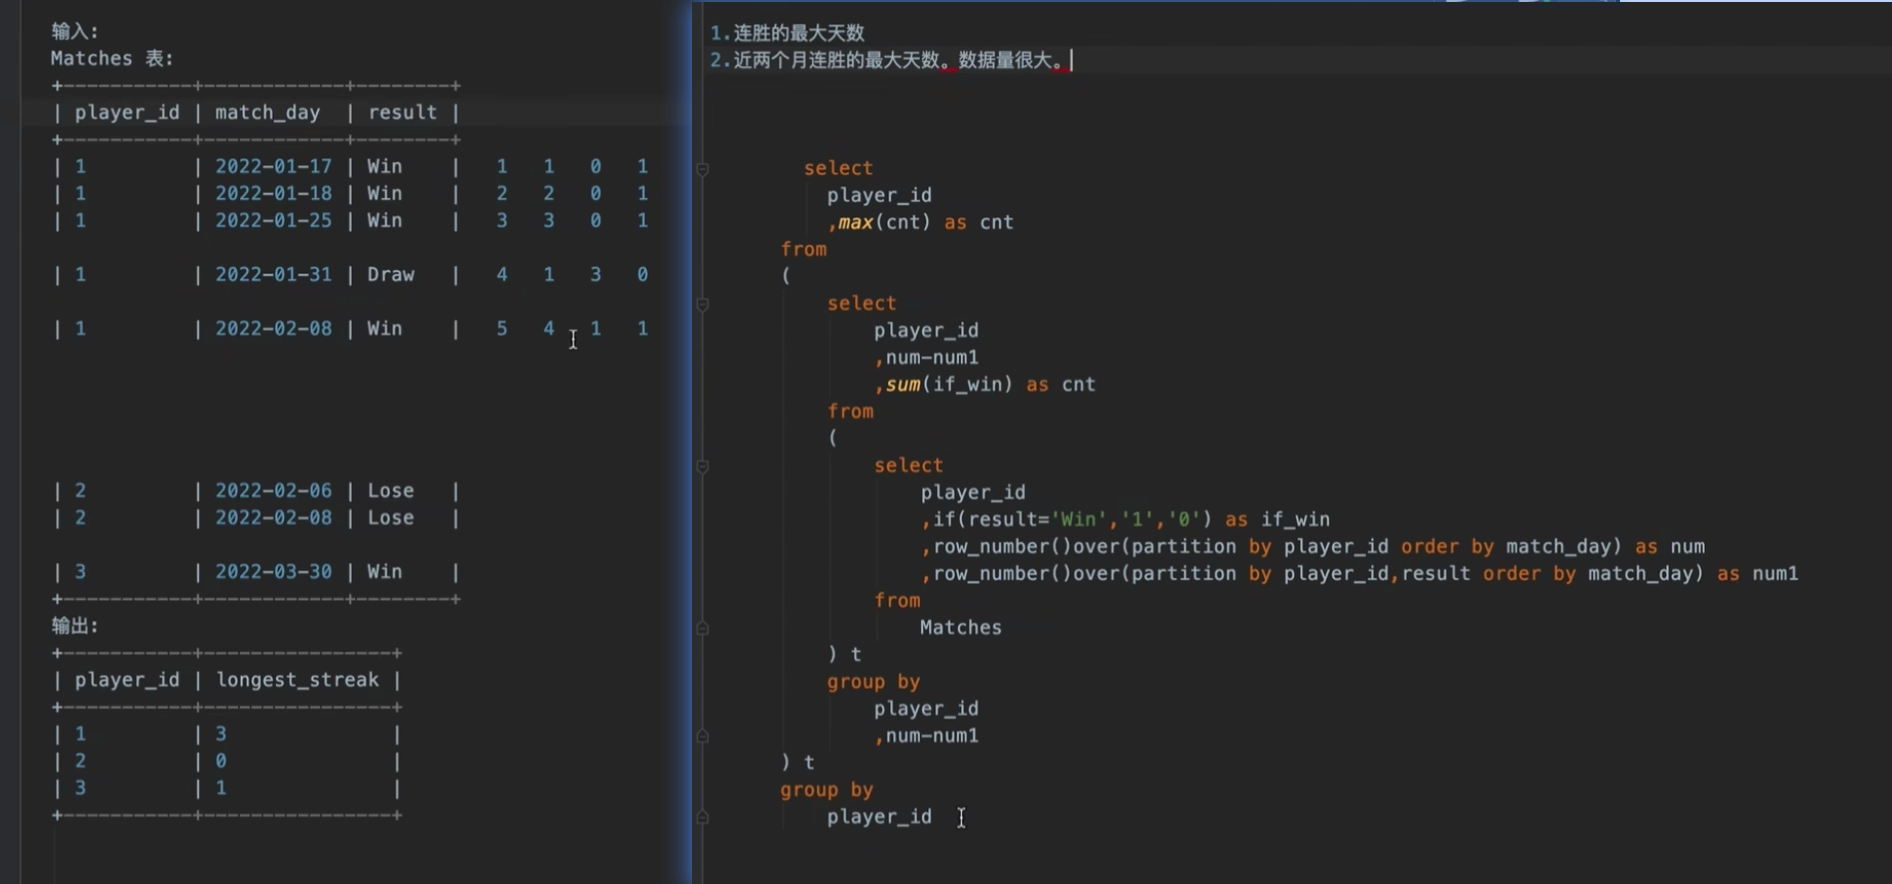 输入:
Matches 表:
+-----------+------------+--------+
| player_id | match_day  | result |
+-----------+------------+--------+
| 1         | 2022-01-17 | Win    |   1   1   0   1
| 1         | 2022-01-18 | Win    |   2   2   0   1
| 1         | 2022-01-25 | Win    |   3   3   0   1
| 1         | 2022-01-31 | Draw   |   4   1   3   0
| 1         | 2022-02-08 | Win    |   5   4   1   1
| 2         | 2022-02-06 | Lose   |
| 2         | 2022-02-08 | Lose   |
| 3         | 2022-03-30 | Win    |
+-----------+------------+--------+
输出:
+-----------+----------------+
| player_id | longest_streak |
+-----------+----------------+
| 1         | 3              |
| 2         | 0              |
| 3         | 1              |
+-----------+----------------+
1.连胜的最大天数
2.近两个月连胜的最大天数。数据量很大。
select
player_id
,max(cnt) as cnt
from
(
select
player_id
,num-num1
,sum(if_win) as cnt
from
(
select
player_id
,if(result='Win','1','0') as if_win
,row_number()over(partition by player_id order by match_day) as num
,row_number()over(partition by player_id,result order by match_day) as num1
from
Matches
) t
group by
player_id
,num-num1
) t
group by
player_id